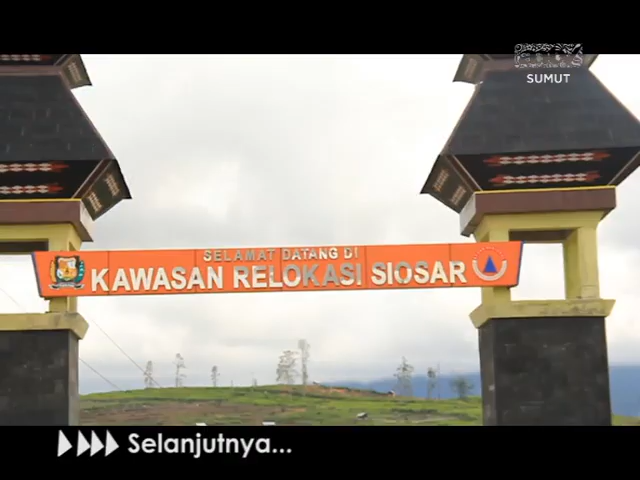 SUMUT
SELAMAT DATANG DI
KAWASAN RELOKASI SIOSAR
Selanjutnya...